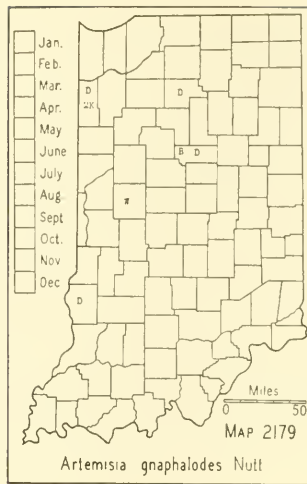 Jan.
Feb.
Mar.
Apr.
May
June
July
Aug.
Sept
Oct.
Nov
Dec
D
2K
D
B D
#
D
Miles
0 50
MAP 2179
Artemisia gnaphalodes Nutt